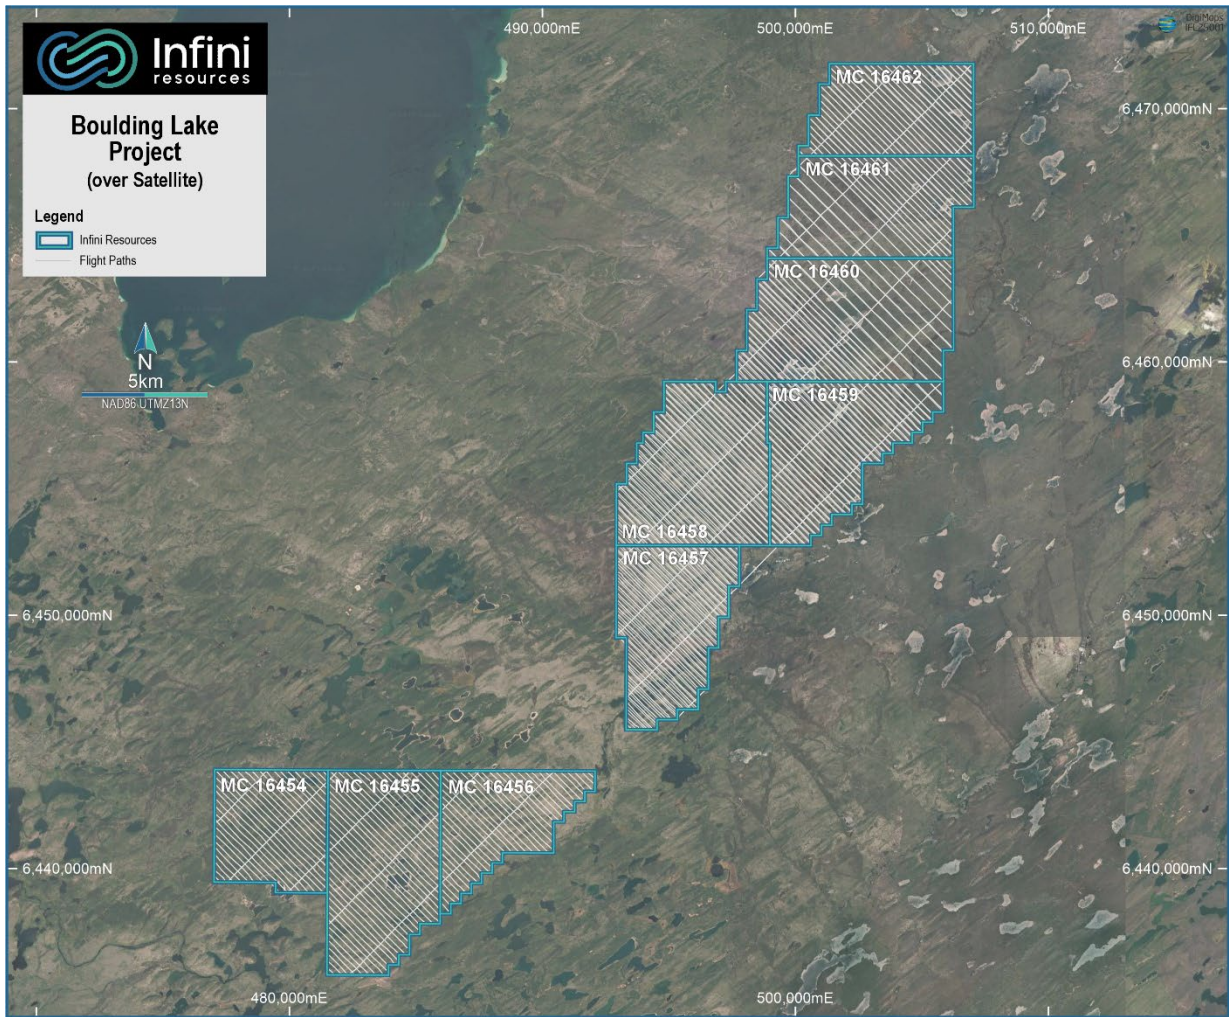 490,000mE
500,000mE
510,000mE
DigiMaps
IFLZS001
Infini
resources
Boulding Lake
Project
(over Satellite)
Legend
Infini Resources
Flight Paths
MC 16462
6,470,000mN
MC 16461
MC 16460
N
5km
NAD86 UTMZ13N
6,460,000mN
MC 16459
MC 16458
MC 16457
6,450,000mN
6,450,000mN
MC 16454
MC 16455
MC 16456
6,440,000mN
6,440,000mN
480,000mE
500,000mE